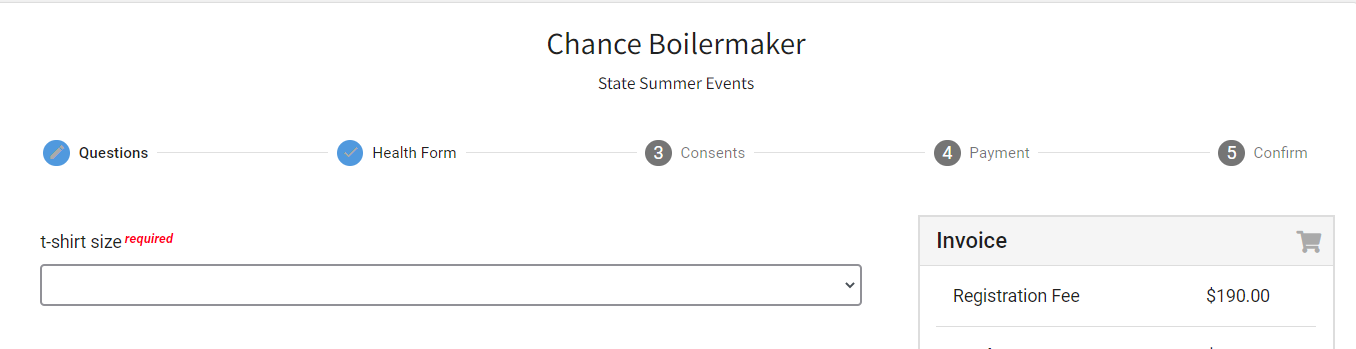 Chance Boilermaker
State Summer Events
Questions
Health Form
3 Consents
4 Payment
5 Confirm
t-shirt size required
Invoice
Registration Fee $190.00